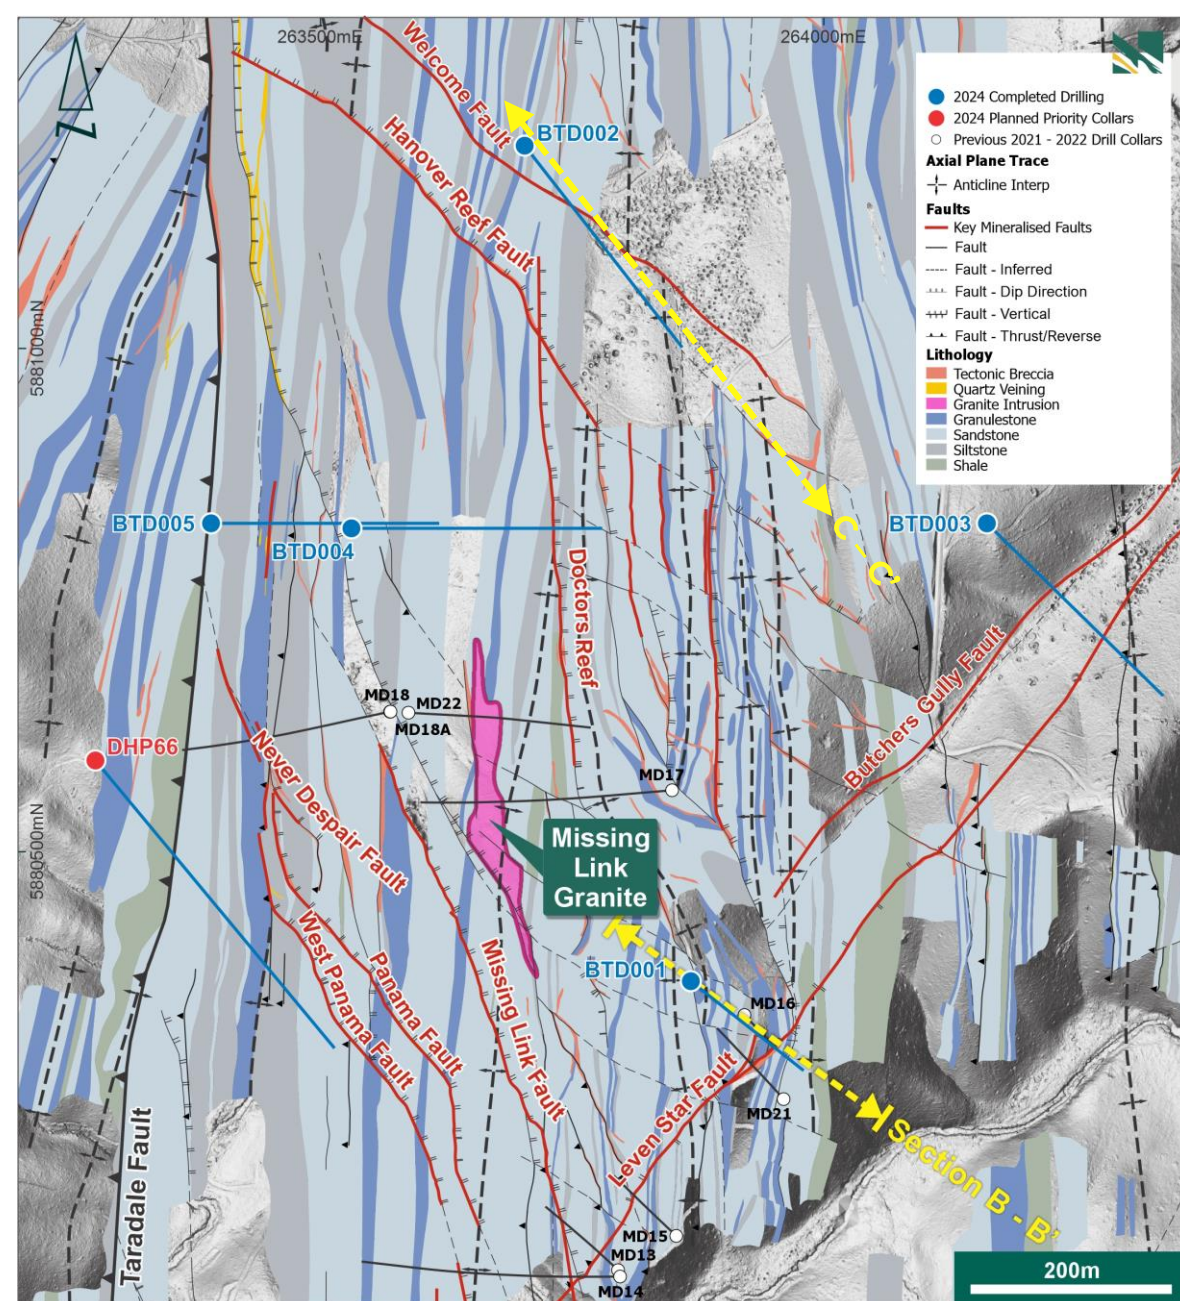 263500mE
264000mE
5881000mN
5880500mN
N
Welcome Fault
Hanover Reef Fault
BTD002
2024 Completed Drilling
2024 Planned Priority Collars
Previous 2021 - 2022 Drill Collars
Axial Plane Trace
Anticline Interp
Faults
Key Mineralised Faults
Fault
Fault - Inferred
Fault - Dip Direction
Fault - Vertical
Fault - Thrust/Reverse
Lithology
Tectonic Breccia
Quartz Veining
Granite Intrusion
Granulestone
Sandstone
Siltstone
Shale
BTD005
BTD004
BTD003
C - C'
Doctors Reef
Butchers Gully Fault
MD18
MD22
MD18A
DHP66
MD17
Never Despair Fault
Missing
Link
Granite
West Panama Fault
Panama Fault
Missing Link Fault
BTD001
MD16
MD21
Leven Star Fault
Section B - B'
Taradale Fault
MD15
MD13
MD14
200m